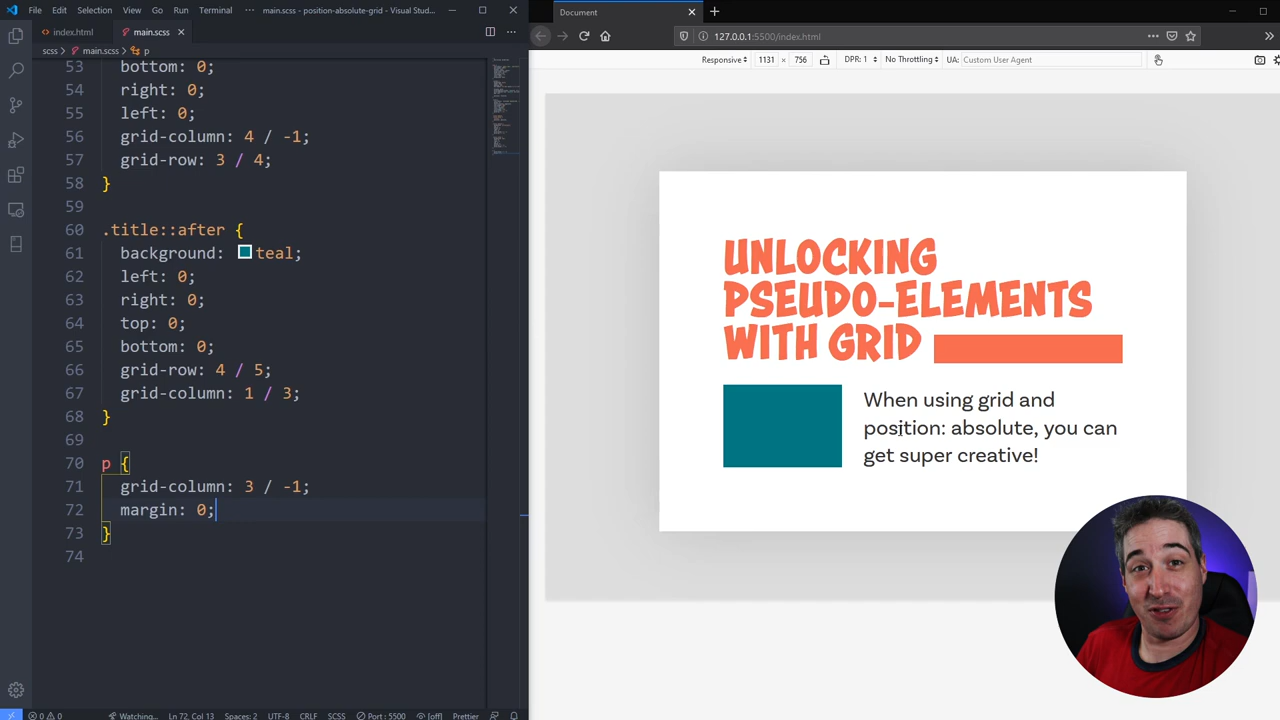 File Edit Selection View Go Run Terminal ··· main.scss - position-absolute-grid - Visual Stud...
index.html main.scss
scss > main.scss > p
53 bottom: 0;
54 right: 0;
55 left: 0;
56 grid-column: 4 / -1;
57 grid-row: 3 / 4;
58 }
59
60 .title::after {
61 background: teal;
62 left: 0;
63 right: 0;
64 top: 0;
65 bottom: 0;
66 grid-row: 4 / 5;
67 grid-column: 1 / 3;
68 }
69
70 p {
71 grid-column: 3 / -1;
72 margin: 0;
73 }
74
0 0 Watching... Ln 72, Col 13 Spaces: 2 UTF-8 CRLF SCSS Port : 5500 [off] Prettier
Document
127.0.0.1:5500/index.html
Responsive 1131 × 756 DPR: 1 No Throttling UA: Custom User Agent
UNLOCKING
PSEUDO-ELEMENTS
WITH GRID
When using grid and
position: absolute, you can
get super creative!